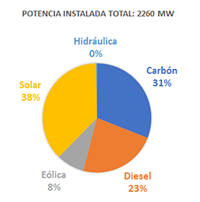 POTENCIA INSTALADA TOTAL: 2260 MW
Hidráulica
0%
Solar
38%
Carbón
31%
Eólica
8%
Diesel
23%